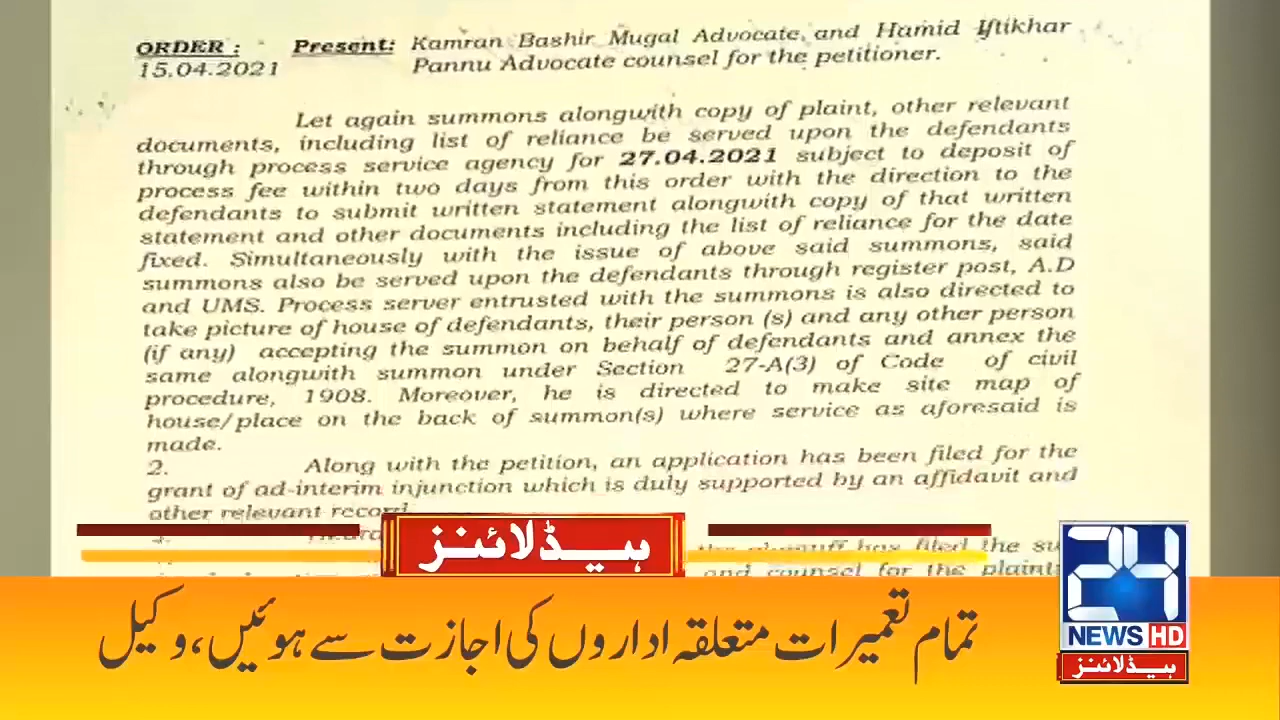 ORDER : Present: Kamran Bashir Mugal Advocate, and Hamid Iftikhar
15.04.2021 Pannu Advocate counsel for the petitioner.
Let again summons alongwith copy of plaint, other relevant
documents, including list of reliance be served upon the defendants
through process service agency for 27.04.2021 subject to deposit of
process fee within two days from this order with the direction to the
defendants to submit written statement alongwith copy of that written
statement and other documents including the list of reliance for the date
fixed. Simultaneously with the issue of above said summons, said
summons also be served upon the defendants through register post, A.D
and UMS. Process server entrusted with the summons is also directed to
take picture of house of defendants, their person (s) and any other person
(if any) accepting the summon on behalf of defendants and annex the
same alongwith summon under Section 27-A(3) of Code of civil
procedure, 1908. Moreover, he is directed to make site map of
house/place on the back of summon(s) where service as aforesaid is
made.
2. Along with the petition, an application has been filed for the
grant of ad-interim injunction which is duly supported by an affidavit and
other relevant record.
has filed the
and counsel for the
ہیڈلائنز
تمام تعمیرات متعلقہ اداروں کی اجازت سے ہوئیں، وکیل
24
NEWS HD
ہیڈلائنز